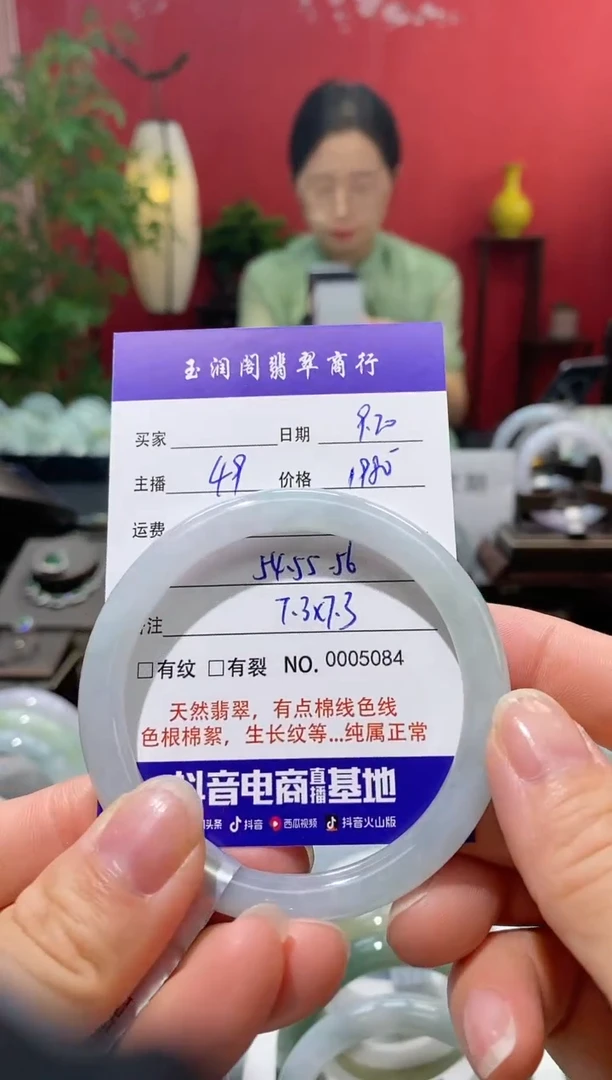 玉润阁翡翠商行
买家 日期 9.20
主播 49 价格 1980
运费
54.55.56
注 7.3x7.3
□有纹 □有裂 NO. 0005084
天然翡翠，有点棉线色线
色根棉絮，生长纹等...纯属正常
抖音电商直播基地
头条 抖音 西瓜视频 抖音火山版